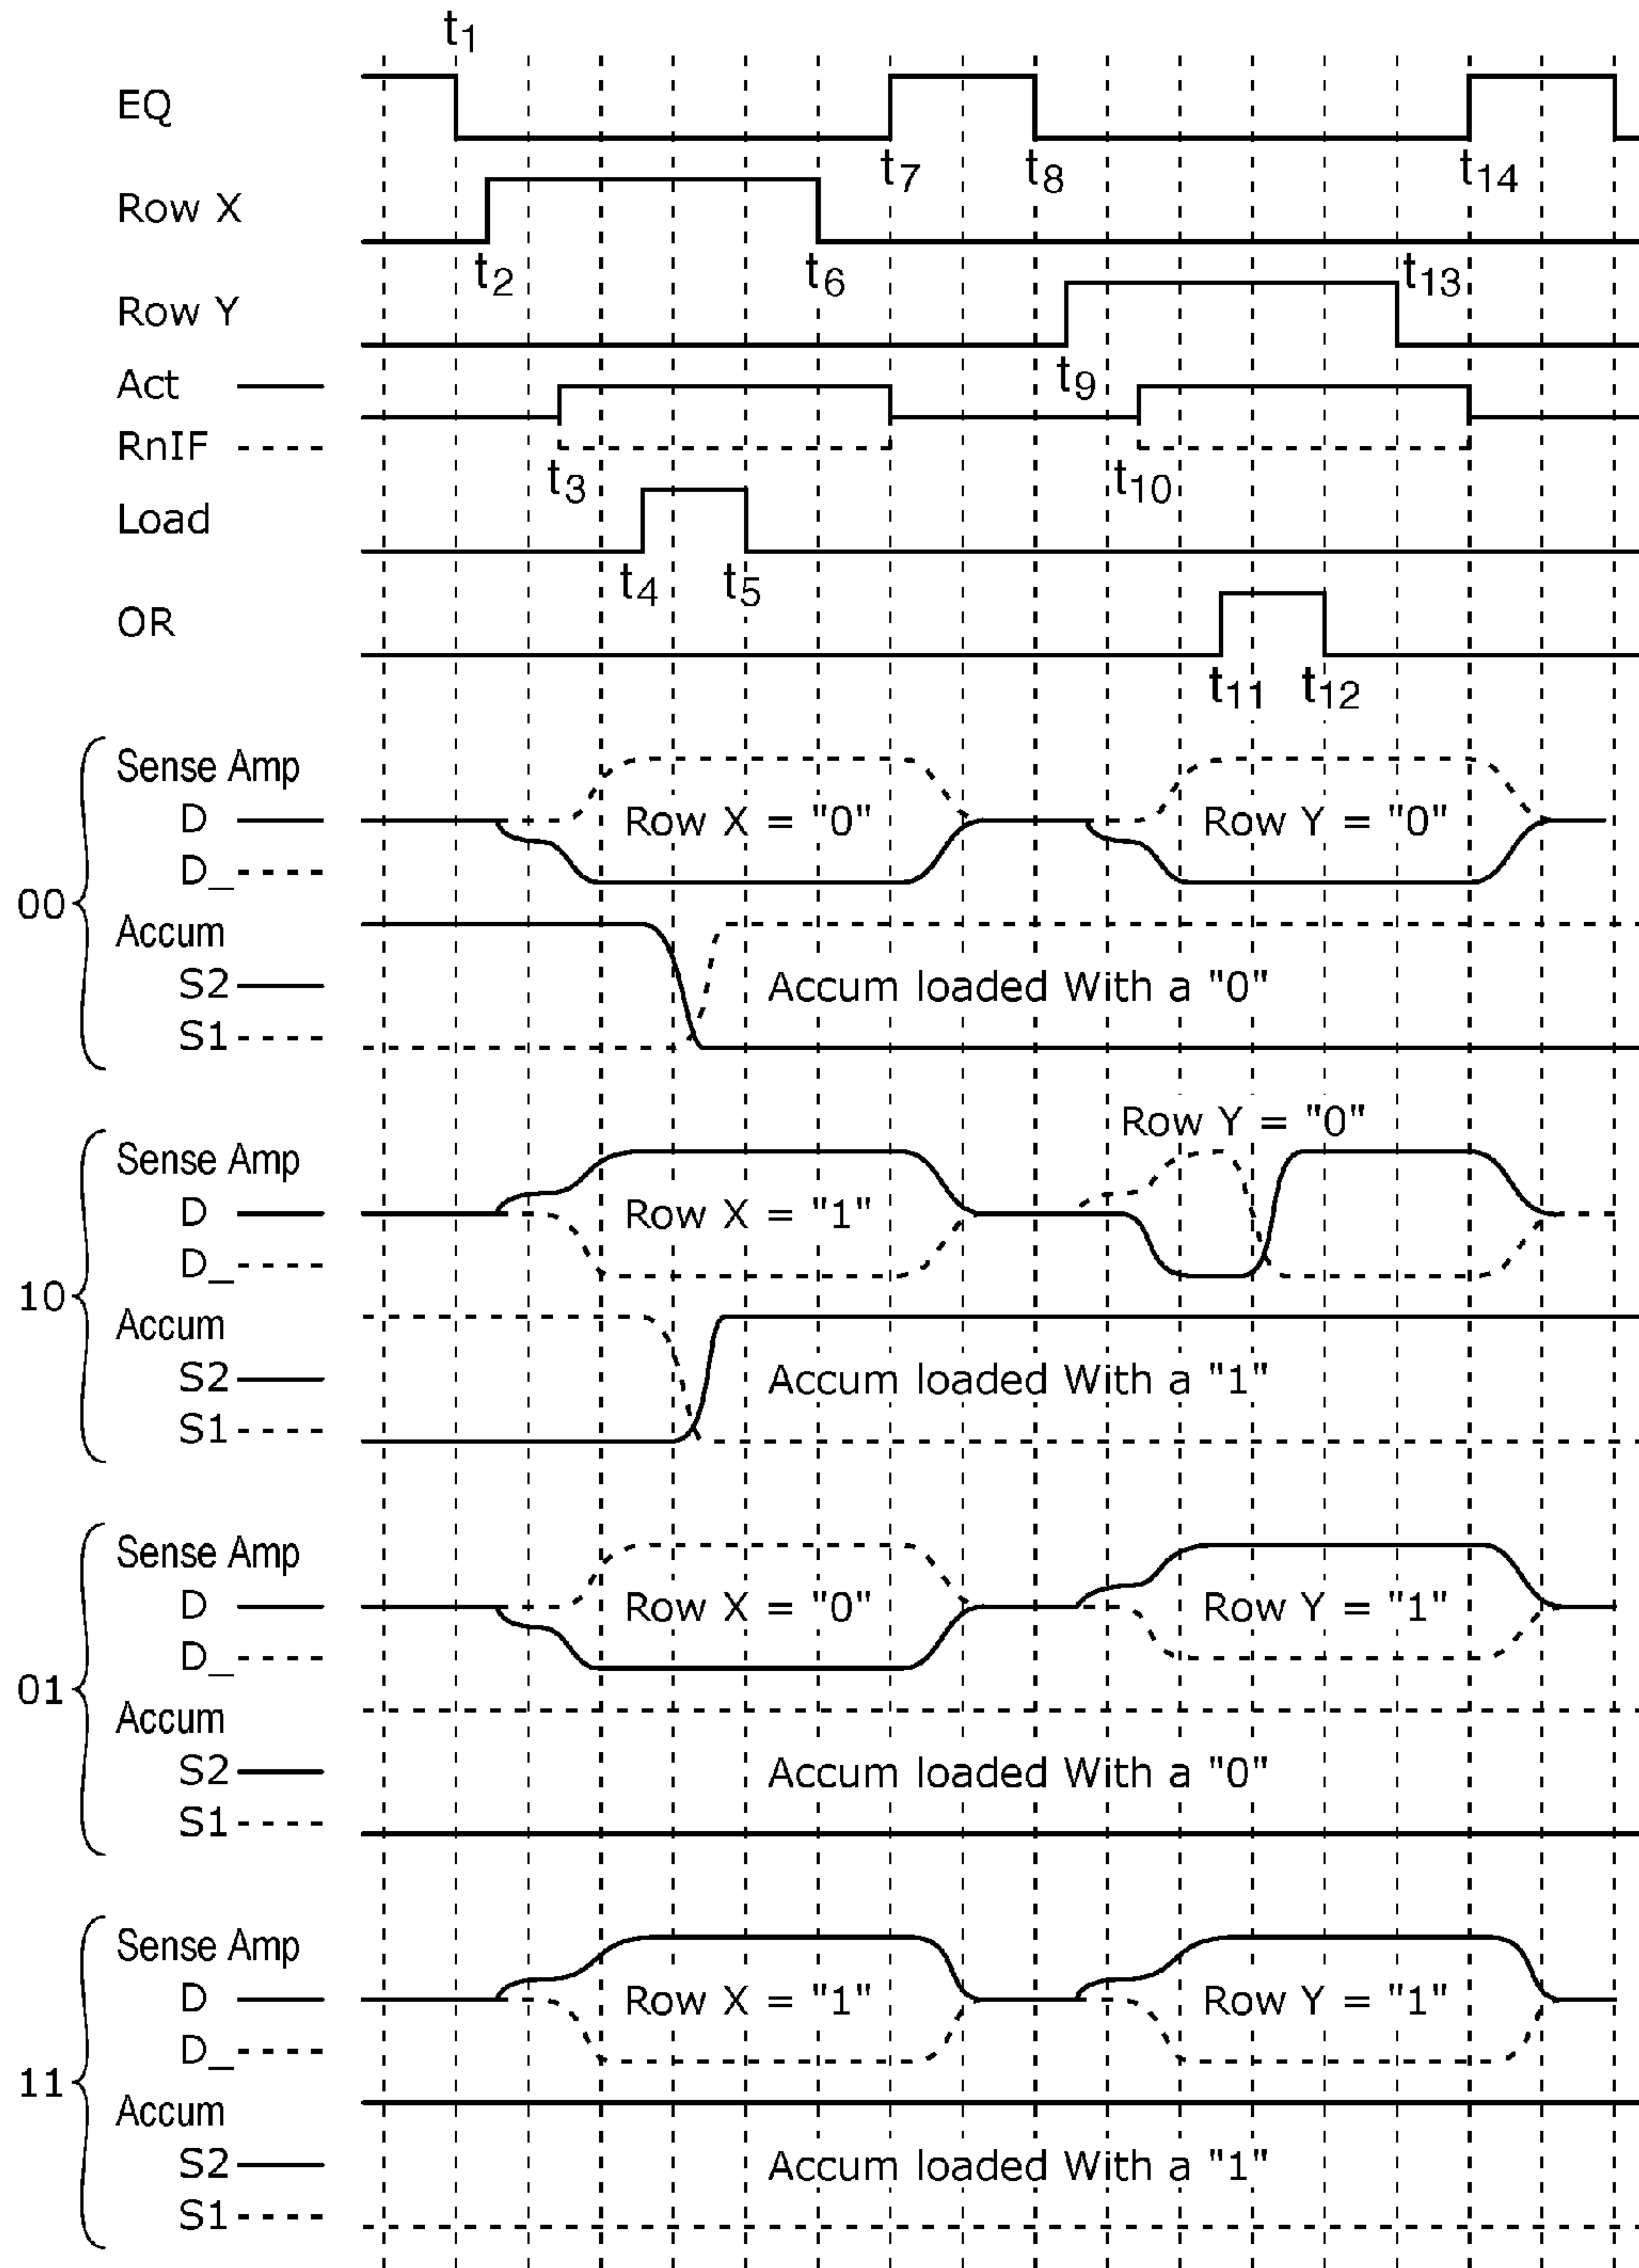 t1
EQ
t7 t8 t14
Row X
t2 t6 t13
Row Y
t9
Act
RnIF
t3 t10
Load
t4 t5
OR
t11 t12
00
Sense Amp
D Row X = "0" Row Y = "0"
D_
Accum
S2 Accum loaded With a "0"
S1
Row Y = "0"
10
Sense Amp
D Row X = "1"
D_
Accum
S2 Accum loaded With a "1"
S1
01
Sense Amp
D Row X = "0" Row Y = "1"
D_
Accum
S2 Accum loaded With a "0"
S1
11
Sense Amp
D Row X = "1" Row Y = "1"
D_
Accum
S2 Accum loaded With a "1"
S1